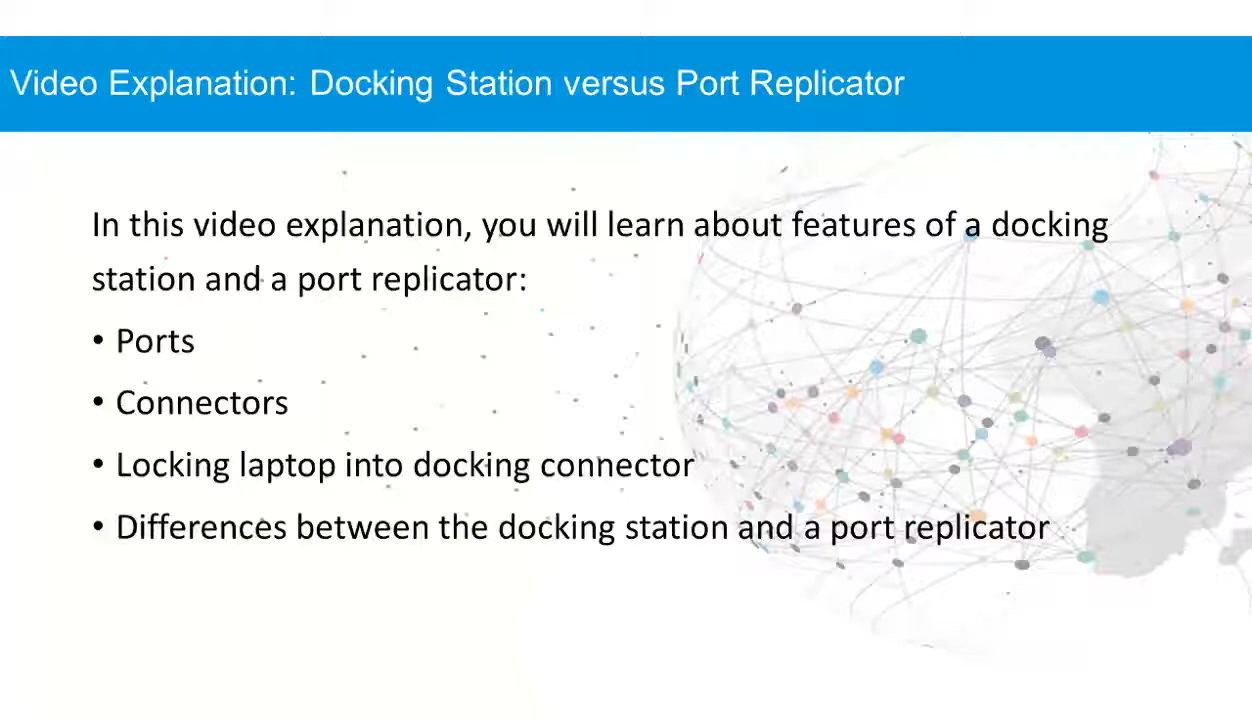 Video Explanation: Docking Station versus Port Replicator
In this video explanation, you will learn about features of a docking
station and a port replicator:
• Ports
• Connectors
• Locking laptop into docking connector
• Differences between the docking station and a port replicator